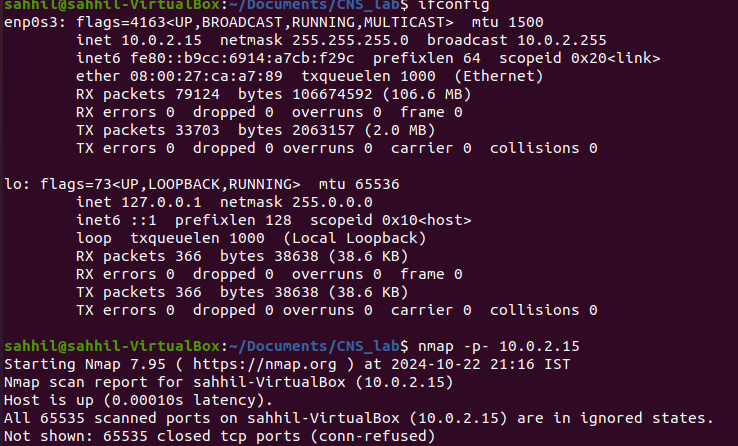 sahhil@sahhil-VirtualBox:~/Documents/CNS_lab$ ifconfig
enp0s3: flags=4163<UP,BROADCAST,RUNNING,MULTICAST>  mtu 1500
        inet 10.0.2.15  netmask 255.255.255.0  broadcast 10.0.2.255
        inet6 fe80::b9cc:6914:a7cb:f29c  prefixlen 64  scopeid 0x20<link>
        ether 08:00:27:ca:a7:89  txqueuelen 1000  (Ethernet)
        RX packets 79124  bytes 106674592 (106.6 MB)
        RX errors 0  dropped 0  overruns 0  frame 0
        TX packets 33703  bytes 2063157 (2.0 MB)
        TX errors 0  dropped 0 overruns 0  carrier 0  collisions 0

lo: flags=73<UP,LOOPBACK,RUNNING>  mtu 65536
        inet 127.0.0.1  netmask 255.0.0.0
        inet6 ::1  prefixlen 128  scopeid 0x10<host>
        loop  txqueuelen 1000  (Local Loopback)
        RX packets 366  bytes 38638 (38.6 KB)
        RX errors 0  dropped 0  overruns 0  frame 0
        TX packets 366  bytes 38638 (38.6 KB)
        TX errors 0  dropped 0 overruns 0  carrier 0  collisions 0

sahhil@sahhil-VirtualBox:~/Documents/CNS_lab$ nmap -p- 10.0.2.15
Starting Nmap 7.95 ( https://nmap.org ) at 2024-10-22 21:16 IST
Nmap scan report for sahhil-VirtualBox (10.0.2.15)
Host is up (0.00010s latency).
All 65535 scanned ports on sahhil-VirtualBox (10.0.2.15) are in ignored states.
Not shown: 65535 closed tcp ports (conn-refused)